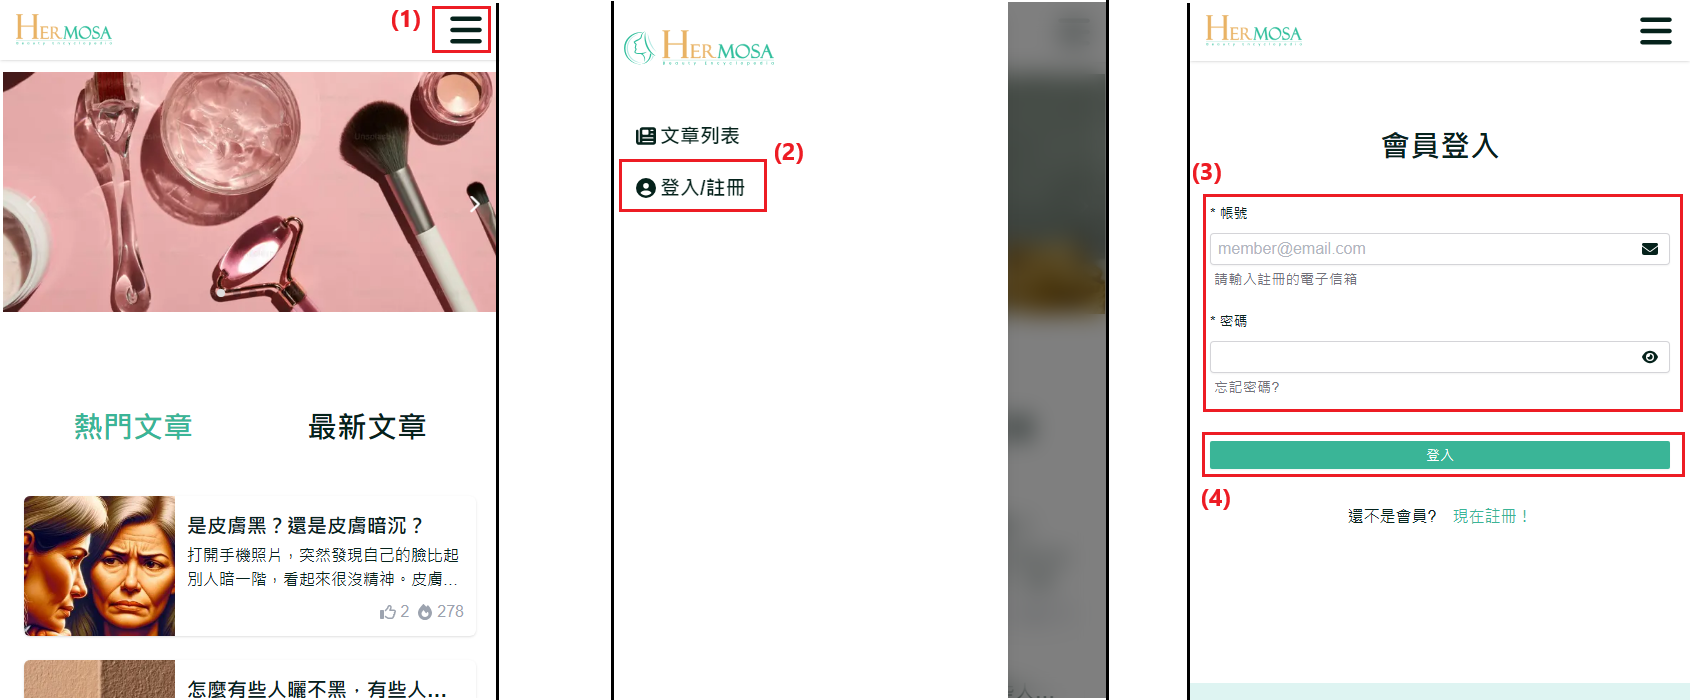 HERMOSA
Beauty Encyclopedia
(1)
熱門文章
最新文章
是皮膚黑？還是皮膚暗沉？
打開手機照片，突然發現自己的臉比起
別人暗一階，看起來很沒精神。皮膚...
2 278
怎麼有些人曬不黑，有些人...
HERMOSA
Beauty Encyclopedia
文章列表
(2)
登入/註冊
HERMOSA
Beauty Encyclopedia
會員登入
(3)
* 帳號
member@email.com
請輸入註冊的電子信箱
* 密碼
忘記密碼?
登入
(4)
還不是會員? 現在註冊！